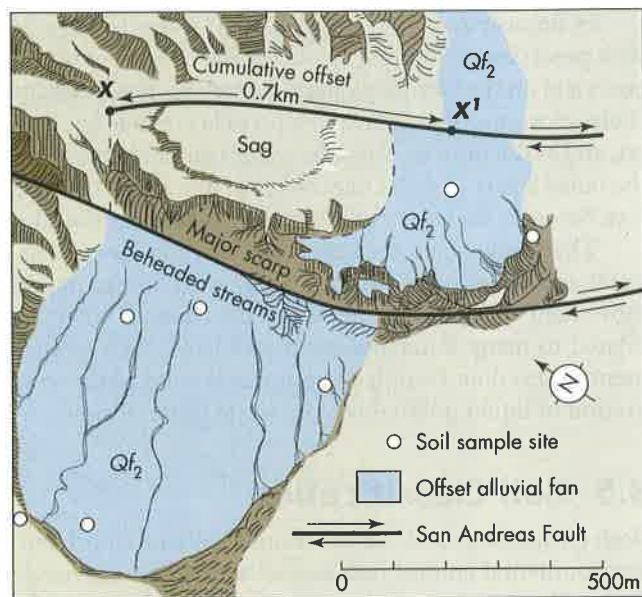 Qf2
Cumulative offset
0.7km
X
X1
Sag
Qf2
Major scarp
Beheaded streams
N
Qf2
Soil sample site
Offset alluvial fan
San Andreas Fault
0
500m